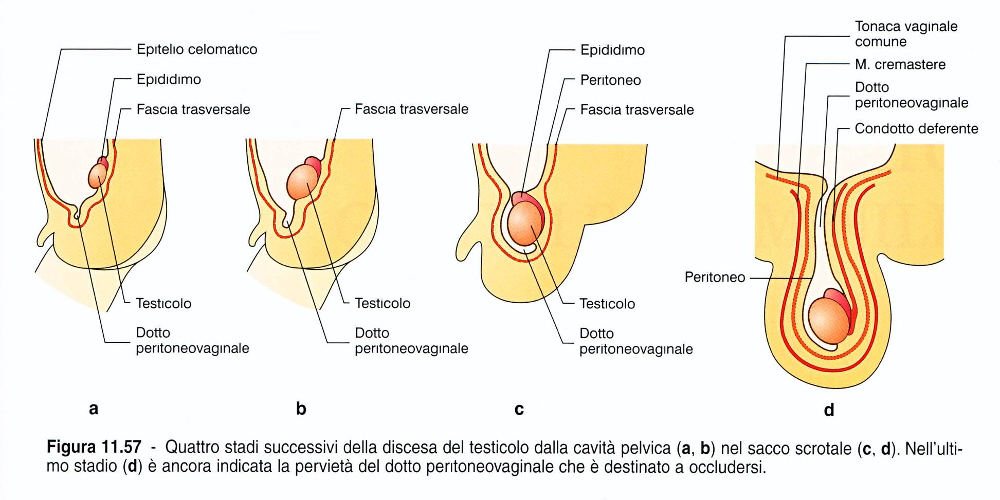 Epitelio celomatico
Epididimo
Fascia trasversale
Testicolo
Dotto
peritoneovaginale
a
Fascia trasversale
Testicolo
Dotto
peritoneovaginale
b
Epididimo
Peritoneo
Fascia trasversale
Testicolo
Dotto
peritoneovaginale
c
Tonaca vaginale
comune
M. cremastere
Dotto
peritoneovaginale
Condotto deferente
Peritoneo
d
Figura 11.57 - Quattro stadi successivi della discesa del testicolo dalla cavità pelvica (a, b) nel sacco scrotale (c, d). Nell'ulti-
mo stadio (d) è ancora indicata la pervietà del dotto peritoneovaginale che è destinato a occludersi.